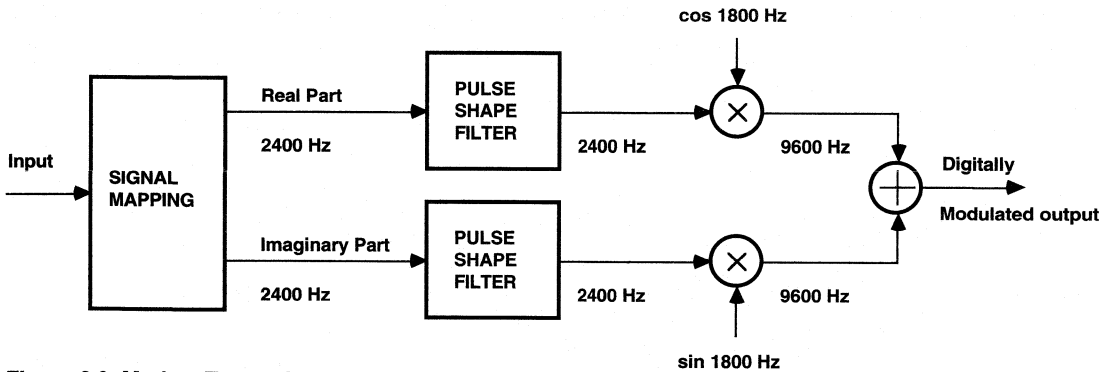 cos 1800 Hz
Real Part
2400 Hz
PULSE
SHAPE
FILTER
2400 Hz
9600 Hz
Input
SIGNAL
MAPPING
Digitally
Modulated output
Imaginary Part
2400 Hz
PULSE
SHAPE
FILTER
2400 Hz
9600 Hz
sin 1800 Hz